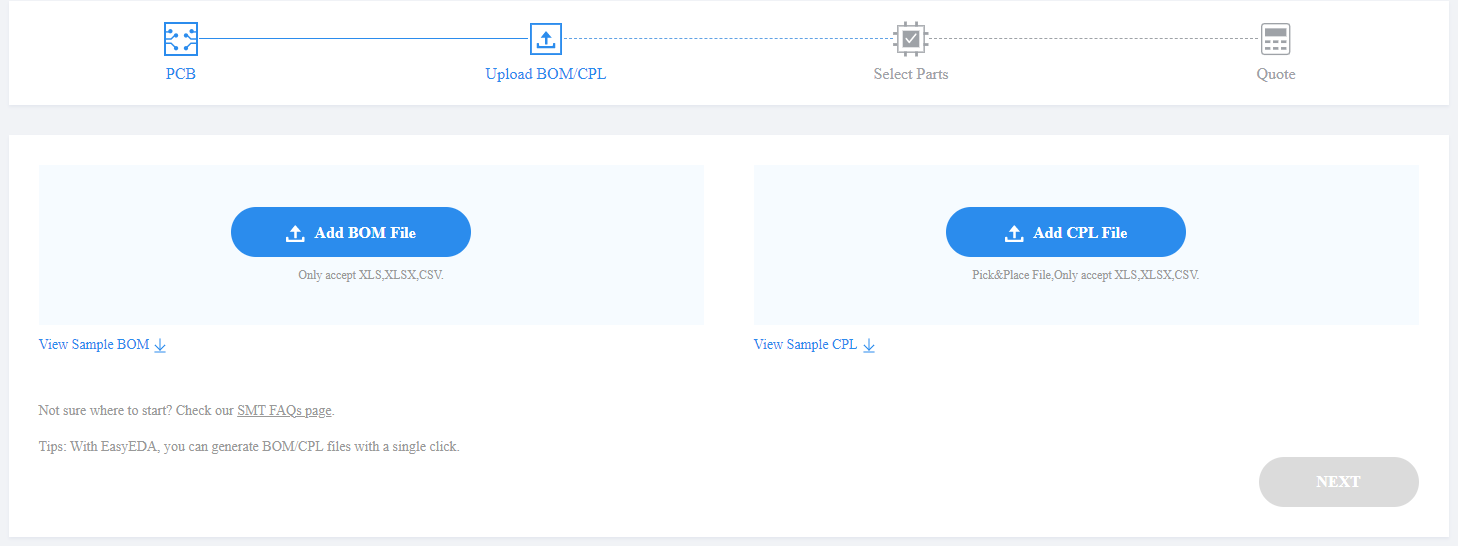 PCB
Upload BOM/CPL
Select Parts
Quote
Add BOM File
Only accept XLS,XLSX,CSV.
Add CPL File
Pick&Place File,Only accept XLS,XLSX,CSV.
View Sample BOM
View Sample CPL
Not sure where to start? Check our SMT FAQs page.
Tips: With EasyEDA, you can generate BOM/CPL files with a single click.
NEXT